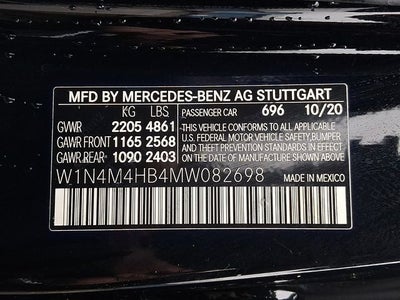 MFD BY MERCEDES-BENZ AG STUTTGART
KG LBS PASSENGER CAR 696 10/20
GVWR 2205 4861 THIS VEHICLE CONFORMS TO ALL APPLICABLE
GAWR FRONT 1165 2568 U.S. FEDERAL MOTOR VEHICLE SAFETY, BUMPER
GAWR.REAR 1090 2403 AND THEFT PREVENTION STANDARDS IN EFFECT ON
THE DATE OF MANUFACTURE SHOWN ABOVE.
W1N4M4HB4MW082698 MADE IN MEXICO